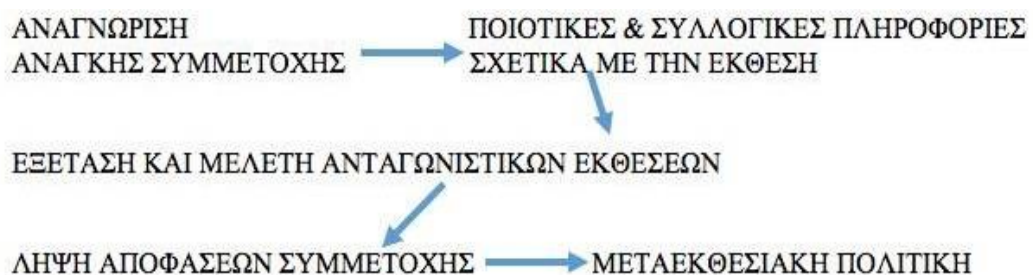 ΑΝΑΓΝΩΡΙΣΗ
ΑΝΑΓΚΗΣ ΣΥΜΜΕΤΟΧΗΣ
ΠΟΙΟΤΙΚΕΣ & ΣΥΛΛΟΓΙΚΕΣ ΠΛΗΡΟΦΟΡΙΕΣ
ΣΧΕΤΙΚΑ ΜΕ ΤΗΝ ΕΚΘΕΣΗ
ΕΞΕΤΑΣΗ ΚΑΙ ΜΕΛΕΤΗ ΑΝΤΑΓΩΝΙΣΤΙΚΩΝ ΕΚΘΕΣΕΩΝ
ΛΗΨΗ ΑΠΟΦΑΣΕΩΝ ΣΥΜΜΕΤΟΧΗΣ
ΜΕΤΑΕΚΘΕΣΙΑΚΗ ΠΟΛΙΤΙΚΗ